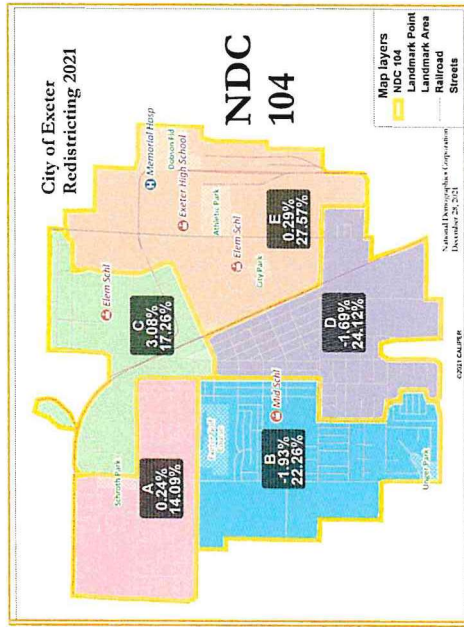 City of Exeter
Redistricting 2021
NDC
104
Memorial Hosp
Dobson Fld
Exeter High School
Athletic Park
Elem Schl
City Park
E
0.29%
27.57%
Elem Schl
C
3.08%
17.26%
D
-1.69%
24.12%
Schroth Park
A
0.24%
14.09%
Mid Schl
B
-1.93%
22.26%
Unger Park
Map layers
NDC 104
Landmark Point
Landmark Area
Railroad
Streets
National Demographics Corporation
December 28, 2021
©2021 CALIPER